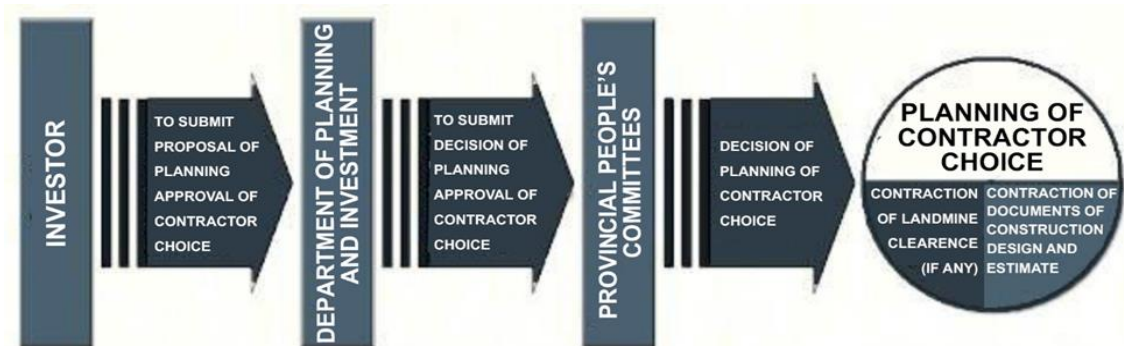 INVESTOR
TO SUBMIT
PROPOSAL OF
PLANNING
APPROVAL OF
CONTRACTOR
CHOICE
DEPARTMENT OF PLANNING
AND INVESTMENT
TO SUBMIT
DECISION OF
PLANNING
APPROVAL OF
CONTRACTOR
CHOICE
PROVINCIAL PEOPLE'S
COMMITTEES
DECISION OF
PLANNING OF
CONTRACTOR
CHOICE
PLANNING OF
CONTRACTOR
CHOICE
CONTRACTION
OF LANDMINE
CLEARENCE
(IF ANY)
CONTRACTION OF
DOCUMENTS OF
CONSTRUCTION
DESIGN AND
ESTIMATE